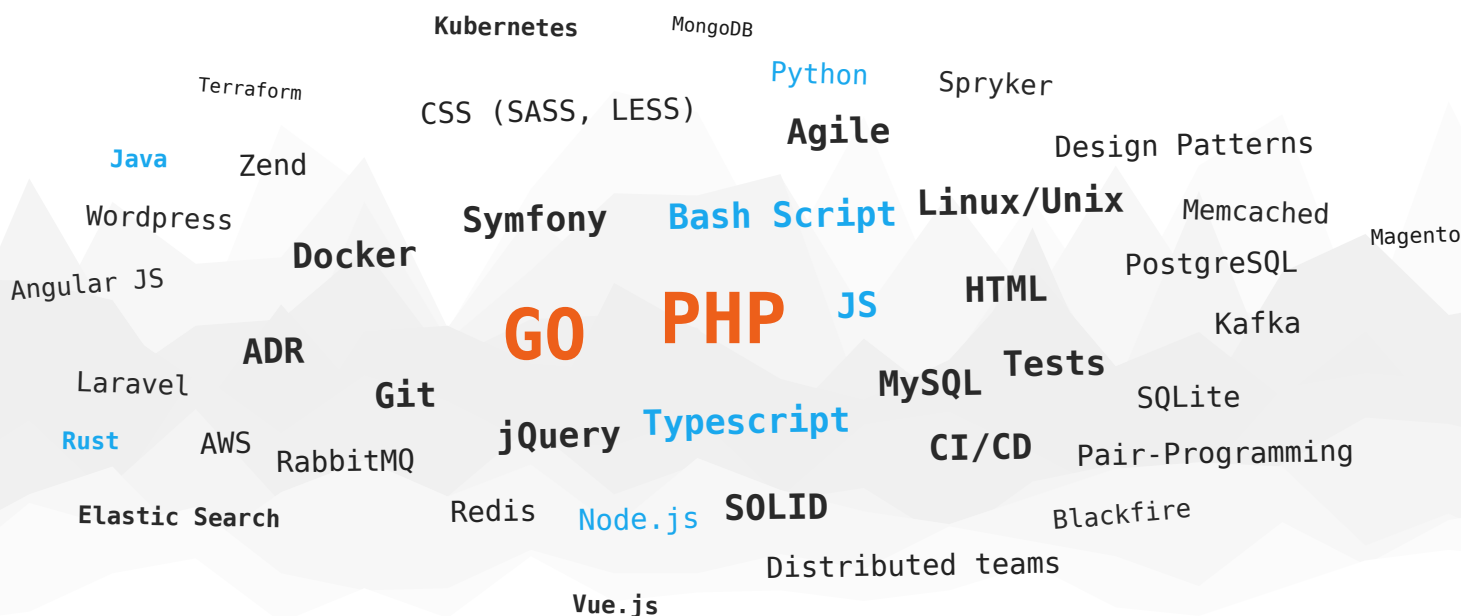 Kubernetes
MongoDB
Python
Spryker
Terraform
CSS (SASS, LESS)
Agile
Design Patterns
Java
Zend
Wordpress
Symfony
Bash Script
Linux/Unix
Memcached
Magento
Docker
PostgreSQL
Angular JS
HTML
JS
GO
PHP
Kafka
ADR
Tests
Laravel
Git
MySQL
SQLite
jQuery
Typescript
Rust
AWS
RabbitMQ
CI/CD
Pair-Programming
Elastic Search
Redis
Node.js
SOLID
Blackfire
Distributed teams
Vue.js